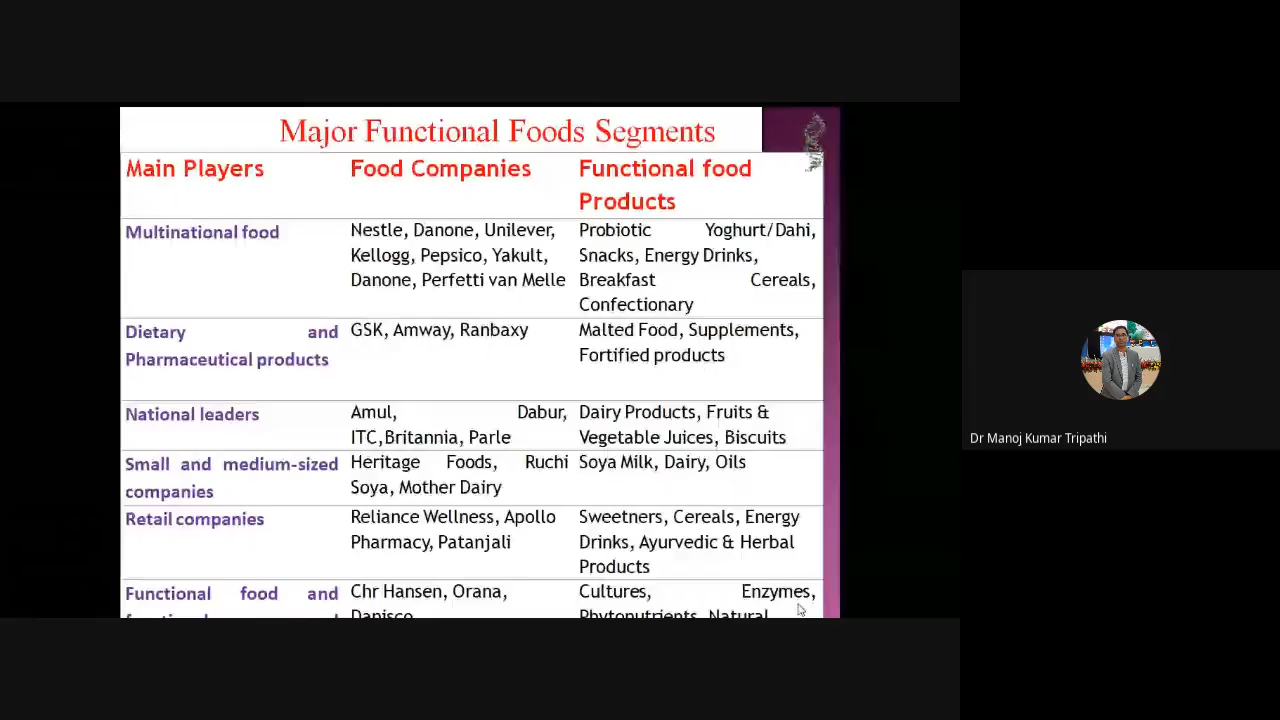 Major Functional Foods Segments
Main Players
Food Companies
Functional food
Products
Multinational food
Nestle, Danone, Unilever,
Kellogg, Pepsico, Yakult,
Danone, Perfetti van Melle
Probiotic Yoghurt/Dahi,
Snacks, Energy Drinks,
Breakfast Cereals,
Confectionary
Dietary and
Pharmaceutical products
GSK, Amway, Ranbaxy
Malted Food, Supplements,
Fortified products
National leaders
Amul, Dabur,
ITC,Britannia, Parle
Dairy Products, Fruits &
Vegetable Juices, Biscuits
Small and medium-sized
companies
Heritage Foods, Ruchi
Soya, Mother Dairy
Soya Milk, Dairy, Oils
Retail companies
Reliance Wellness, Apollo
Pharmacy, Patanjali
Sweetners, Cereals, Energy
Drinks, Ayurvedic & Herbal
Products
Functional food and
Chr Hansen, Orana,
Danisco
Cultures, Enzymes,
Phytonutrients, Natural
Dr Manoj Kumar Tripathi